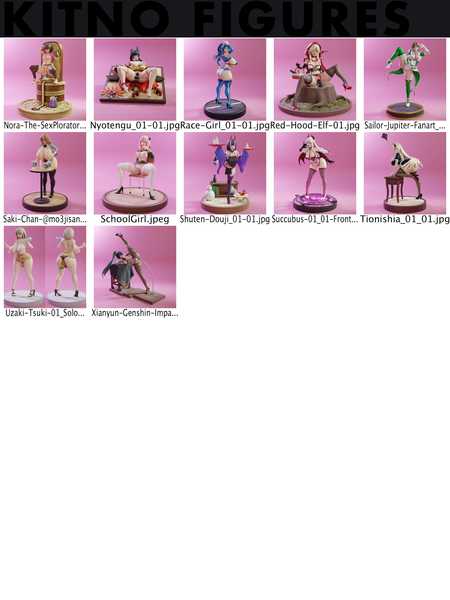 KITNO FIGURES
Nora-The-SexPlorator...
Nyotengu_01-01.jpg
Race-Girl_01-01.jpg
Red-Hood-Elf-01.jpg
Sailor-Jupiter-Fanart_...
Saki-Chan-@mo3jisan...
SchoolGirl.jpeg
Shuten-Douji_01-01.jpg
Succubus-01_01-Front...
Tionishia_01_01.jpg
Uzaki-Tsuki-01_Solo...
Xianyun-Genshin-Impa...